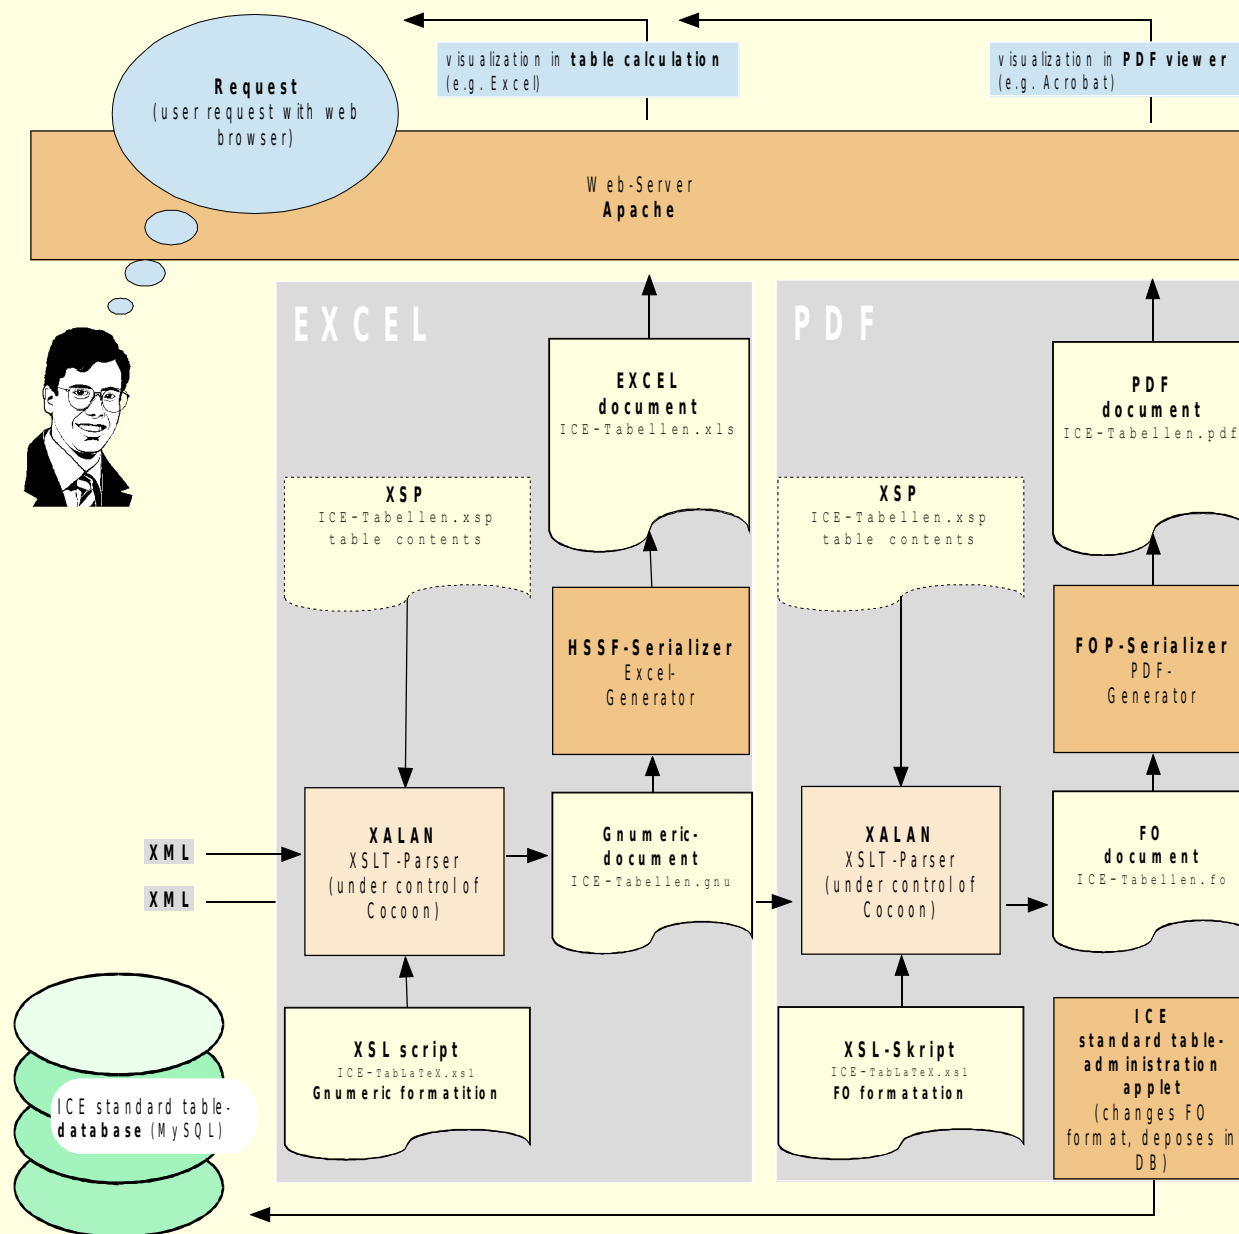 visualization in table calculation
(e.g. Excel)
visualization in PDF viewer
(e.g. Acrobat)
Request
(user request with web
browser)
Web-Server
Apache
EXCEL
PDF
EXCEL
document
ICE-Tabellen.xls
PDF
document
ICE-Tabellen.pdf
XSP
ICE-Tabellen.xsp
table contents
XSP
ICE-Tabellen.xsp
table contents
HSSF-Serializer
Excel-
Generator
FOP-Serializer
PDF-
Generator
XML
XML
XALAN
XSLT-Parser
(under control of
Cocoon)
Gnumeric-
document
ICE-Tabellen.gnu
XALAN
XSLT-Parser
(under control of
Cocoon)
FO
document
ICE-Tabellen.fo
ICE standard table-
database (MySQL)
XSL script
ICE-TabLaTeX.xsl
Gnumeric formatition
XSL-Skript
ICE-TabLaTeX.xsl
FO formatation
ICE
standard table-
administration
applet
(changes FO
format, deposes in
DB)